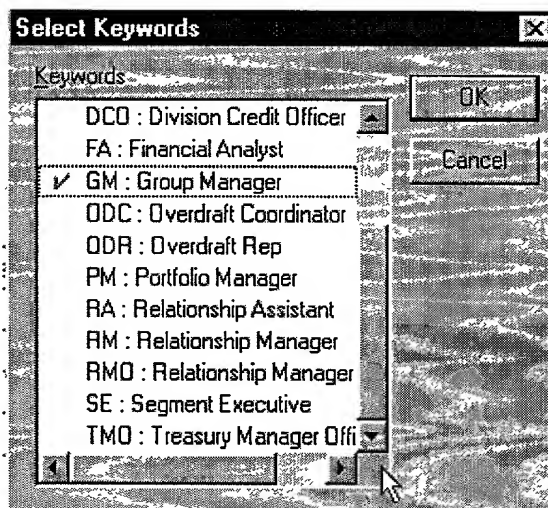 Select Keywords
Keywords
DCO : Division Credit Officer
FA : Financial Analyst
GM : Group Manager
ODC : Overdraft Coordinator
ODR : Overdraft Rep
PM : Portfolio Manager
RA : Relationship Assistant
RM : Relationship Manager
RMO : Relationship Manager
SE : Segment Executive
TMO : Treasury Manager Offi
OK
Cancel